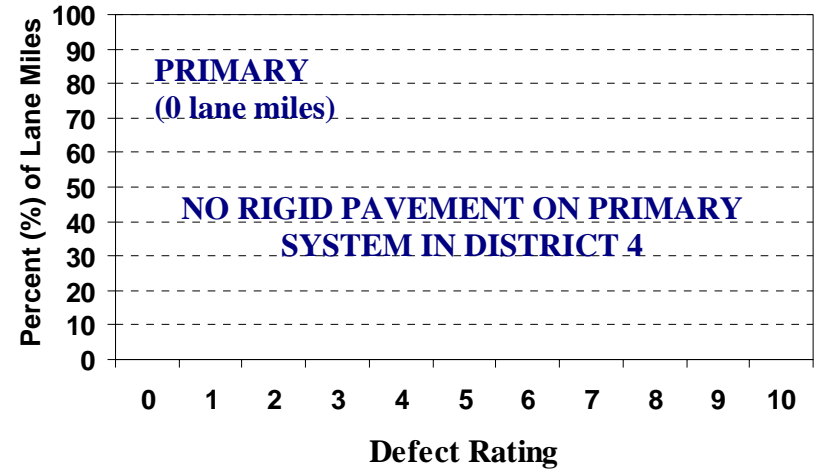 Percent (%) of Lane Miles
100
90
80
70
60
50
40
30
20
10
0
PRIMARY
(0 lane miles)
NO RIGID PAVEMENT ON PRIMARY
SYSTEM IN DISTRICT 4
0 1 2 3 4 5 6 7 8 9 10
Defect Rating